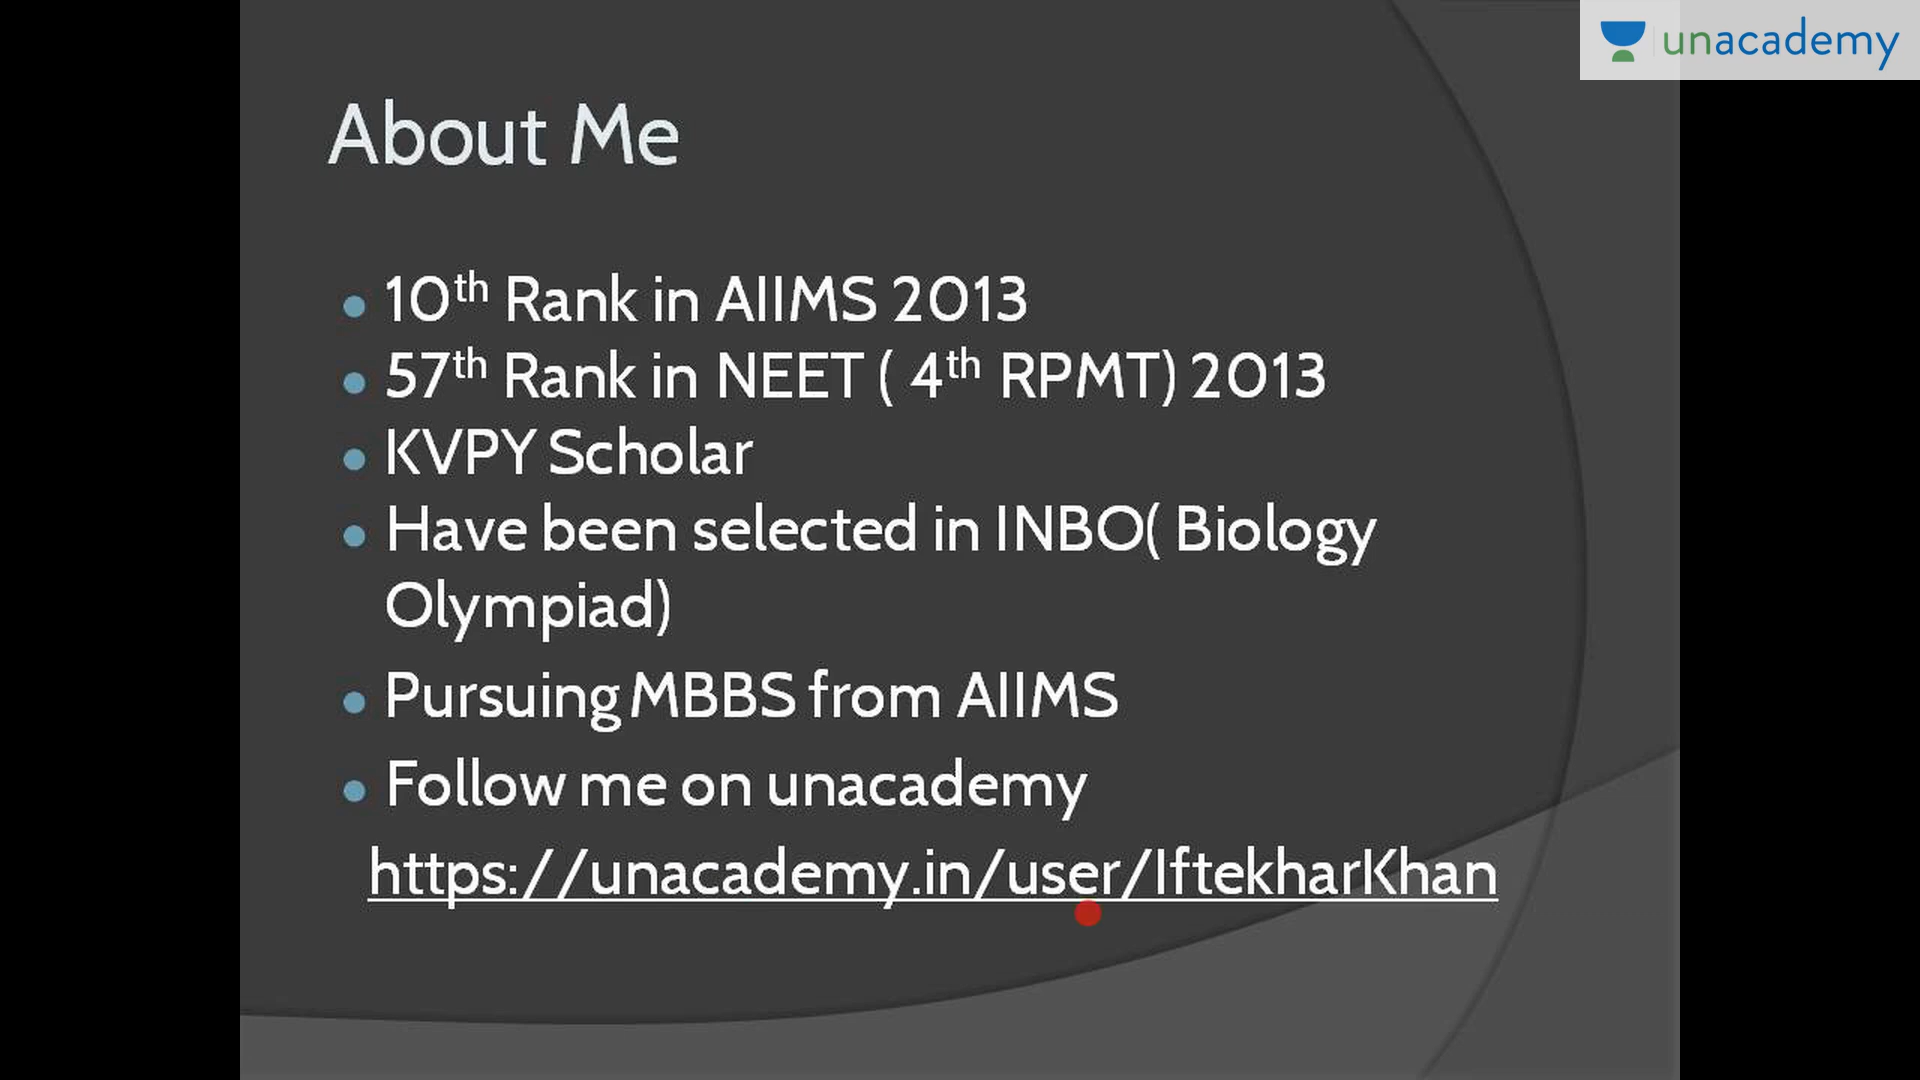 unacademy
About Me
10th Rank in AIIMS 2013
57th Rank in NEET ( 4th RPMT) 2013
KVPY Scholar
Have been selected in INBO( Biology
Olympiad)
Pursuing MBBS from AIIMS
Follow me on unacademy
https://unacademy.in/user/IftekharKhan